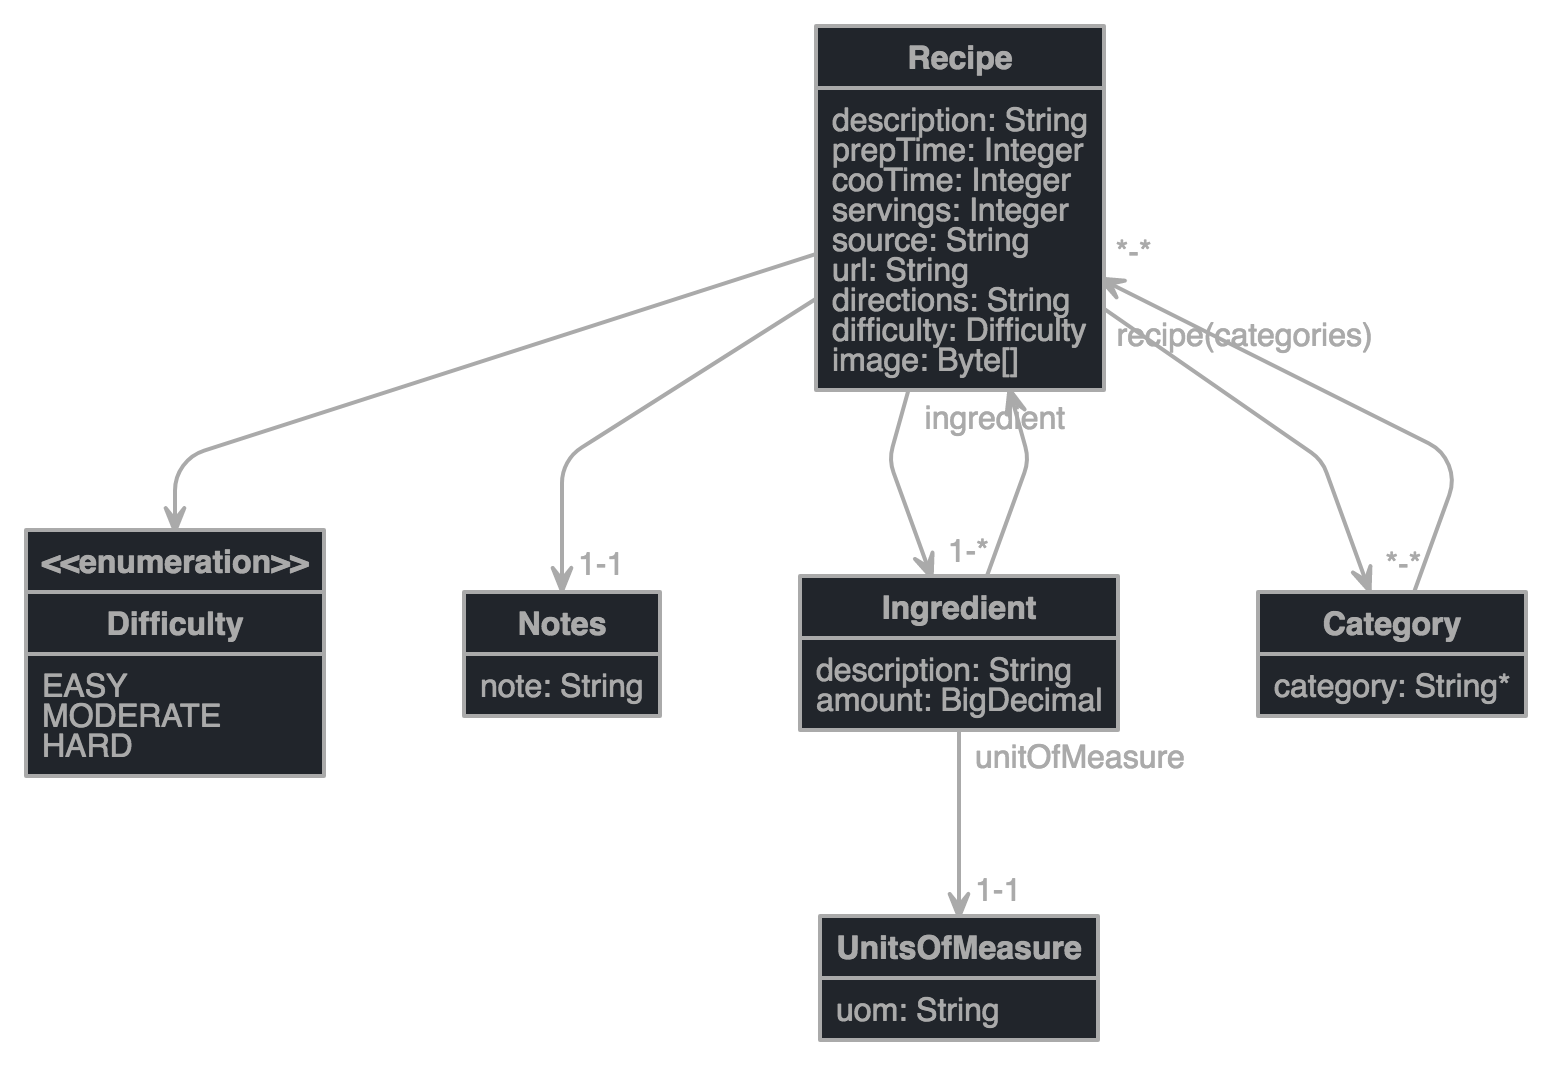 Recipe
description: String
prepTime: Integer
cooTime: Integer
servings: Integer
source: String
url: String
directions: String
difficulty: Difficulty
image: Byte[]
*-*
recipe(categories)
ingredient
<<enumeration>>
Difficulty
EASY
MODERATE
HARD
1-1
Notes
note: String
1-*
Ingredient
description: String
amount: BigDecimal
*-*
Category
category: String*
unitOfMeasure
1-1
UnitsOfMeasure
uom: String